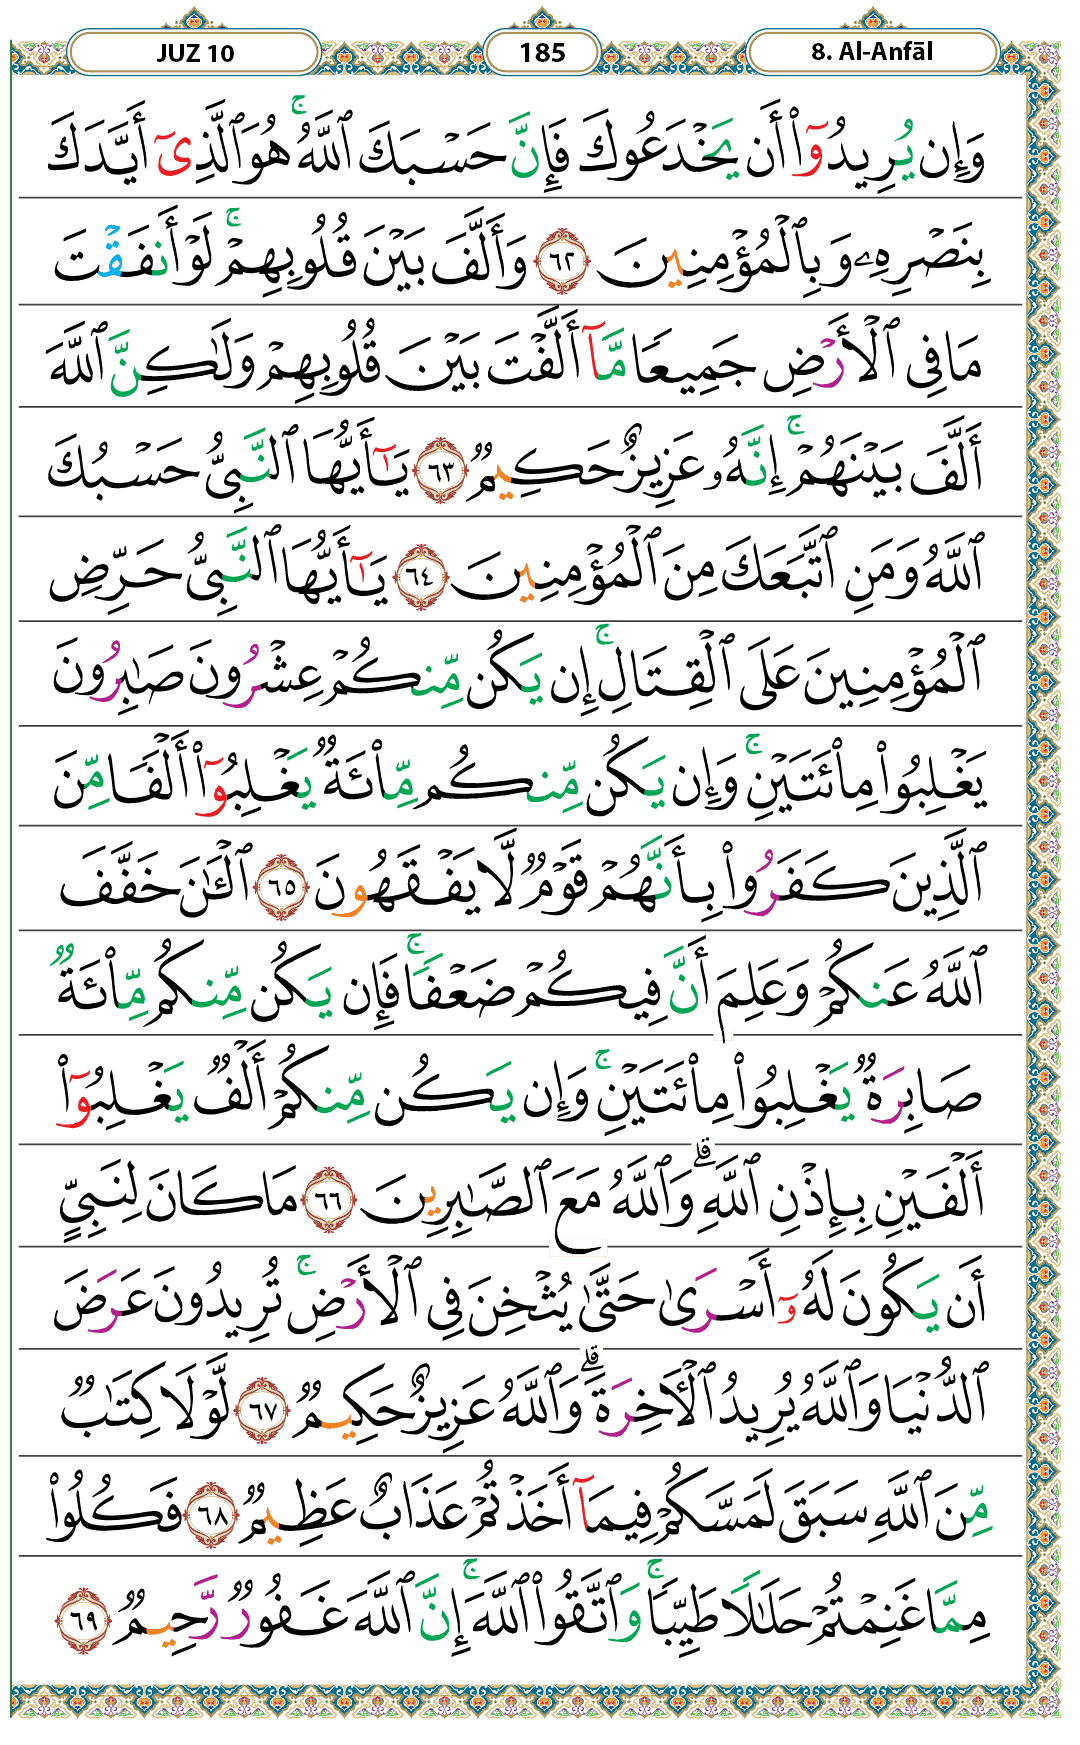 JUZ 10
185
8. Al-Anfāl
وَإِن يُرِيدُوٓا۟ أَن يَخْدَعُوكَ فَإِنَّ حَسْبَكَ ٱللَّهُ ۚ هُوَ ٱلَّذِىٓ أَيَّدَكَ
بِنَصْرِهِۦ وَبِٱلْمُؤْمِنِينَ ٦٢ وَأَلَّفَ بَيْنَ قُلُوبِهِمْ ۚ لَوْ أَنفَقْتَ
مَا فِى ٱلْأَرْضِ جَمِيعًا مَّآ أَلَّفْتَ بَيْنَ قُلُوبِهِمْ وَلَٰكِنَّ ٱللَّهَ
أَلَّفَ بَيْنَهُمْ ۚ إِنَّهُۥ عَزِيزٌ حَكِيمٌ ٦٣ يَٰٓأَيُّهَا ٱلنَّبِىُّ حَسْبُكَ
ٱللَّهُ وَمَنِ ٱتَّبَعَكَ مِنَ ٱلْمُؤْمِنِينَ ٦٤ يَٰٓأَيُّهَا ٱلنَّبِىُّ حَرِّضِ
ٱلْمُؤْمِنِينَ عَلَى ٱلْقِتَالِ ۚ إِن يَكُن مِّنكُمْ عِشْرُونَ صَٰبِرُونَ
يَغْلِبُوا۟ مِا۟ئَتَيْنِ ۚ وَإِن يَكُن مِّنكُم مِّا۟ئَةٌ يَغْلِبُوٓا۟ أَلْفًا مِّنَ
ٱلَّذِينَ كَفَرُوا۟ بِأَنَّهُمْ قَوْمٌ لَّا يَفْقَهُونَ ٦٥ ٱلْـَٰٔنَ خَفَّفَ
ٱللَّهُ عَنكُمْ وَعَلِمَ أَنَّ فِيكُمْ ضَعْفًا ۚ فَإِن يَكُن مِّنكُم مِّا۟ئَةٌ
صَابِرَةٌ يَغْلِبُوا۟ مِا۟ئَتَيْنِ ۚ وَإِن يَكُن مِّنكُمْ أَلْفٌ يَغْلِبُوٓا۟
أَلْفَيْنِ بِإِذْنِ ٱللَّهِ ۗ وَٱللَّهُ مَعَ ٱلصَّٰبِرِينَ ٦٦ مَا كَانَ لِنَبِىٍّ
أَن يَكُونَ لَهُۥٓ أَسْرَىٰ حَتَّىٰ يُثْخِنَ فِى ٱلْأَرْضِ ۚ تُرِيدُونَ عَرَضَ
ٱلدُّنْيَا وَٱللَّهُ يُرِيدُ ٱلْـَٔاخِرَةَ ۗ وَٱللَّهُ عَزِيزٌ حَكِيمٌ ٦٧ لَّوْلَا كِتَٰبٌ
مِّنَ ٱللَّهِ سَبَقَ لَمَسَّكُمْ فِيمَآ أَخَذْتُمْ عَذَابٌ عَظِيمٌ ٦٨ فَكُلُوا۟
مِمَّا غَنِمْتُمْ حَلَٰلًا طَيِّبًا ۚ وَٱتَّقُوا۟ ٱللَّهَ ۚ إِنَّ ٱللَّهَ غَفُورٌ رَّحِيمٌ ٦٩